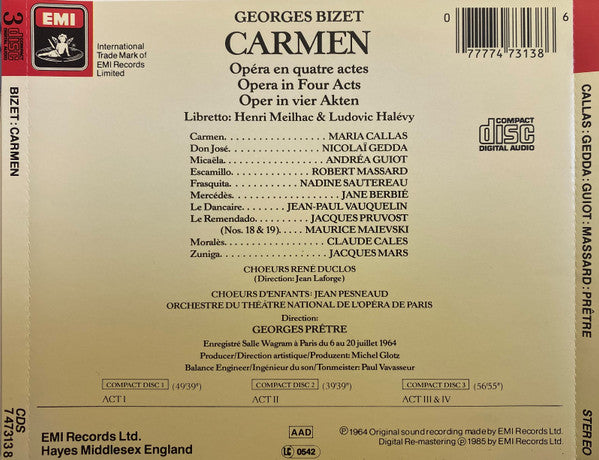 3 COMPACT disc DIGITAL AUDIO
BIZET: CARMEN
CDS
7 47313 8
EMI
International
Trade Mark of
EMI Records
Limited
GEORGES BIZET
CARMEN
Opéra en quatre actes
Opera in Four Acts
Oper in vier Akten
Libretto: Henri Meilhac & Ludovic Halévy
0 77774 73138 6
COMPACT
disc
DIGITAL AUDIO
Carmen. . . . . . . . . . . . . . . . . MARIA CALLAS
Don José. . . . . . . . . . . . . . . NICOLAÏ GEDDA
Micaëla. . . . . . . . . . . . . . . . . ANDRÉA GUIOT
Escamillo. . . . . . . . . . . . . ROBERT MASSARD
Frasquita. . . . . . . . . . . NADINE SAUTEREAU
Mercédès. . . . . . . . . . . . . . . . . JANE BERBIÉ
Le Dancaire. . . . . . JEAN-PAUL VAUQUELIN
Le Remendado. . . . . . . . JACQUES PRUVOST
(Nos. 18 & 19). . . . . MAURICE MAIEVSKI
Moralès. . . . . . . . . . . . . . . . CLAUDE CALES
Zuniga. . . . . . . . . . . . . . . . . JACQUES MARS
CHOEURS RENÉ DUCLOS
(Direction: Jean Laforge)
CHOEURS D'ENFANTS: JEAN PESNEAUD
ORCHESTRE DU THÉATRE NATIONAL DE L'OPÉRA DE PARIS
Direction:
GEORGES PRÊTRE
Enregistré Salle Wagram à Paris du 6 au 20 juillet 1964
Producer/Direction artistique/Produzent: Michel Glotz
Balance Engineer/Ingénieur du son/Tonmeister: Paul Vavasseur
COMPACT DISC 1 (49'39")
ACT I
COMPACT DISC 2 (39'39")
ACT II
COMPACT DISC 3 (56'55")
ACT III & IV
EMI Records Ltd.
Hayes Middlesex England
AAD
LC 0542
℗1964 Original sound recording made by
EMI Records Ltd.
Digital Re-mastering ℗1985 by EMI Records Ltd.
CALLAS: GEDDA: GUIOT: MASSARD: PRÊTRE
STEREO